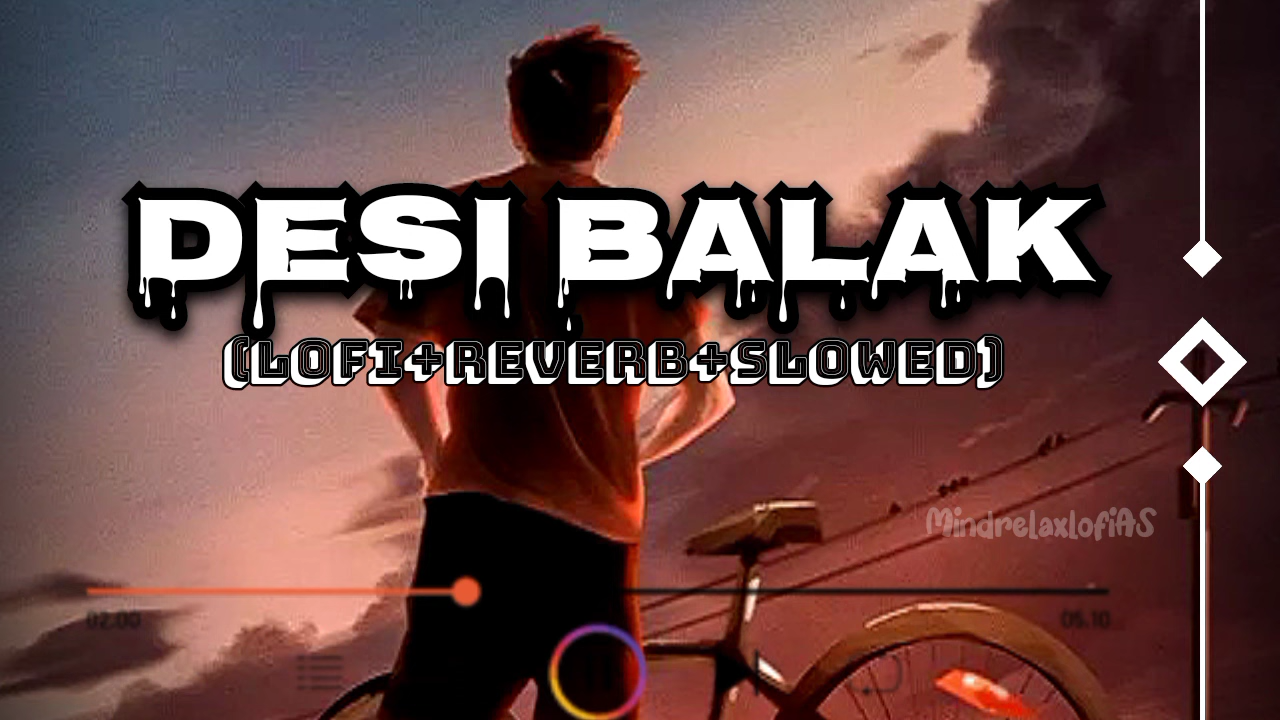 DESI BALAK
(LOFI+REVERB+SLOWED)
MindrelaxlofiAS
02.00
05.10